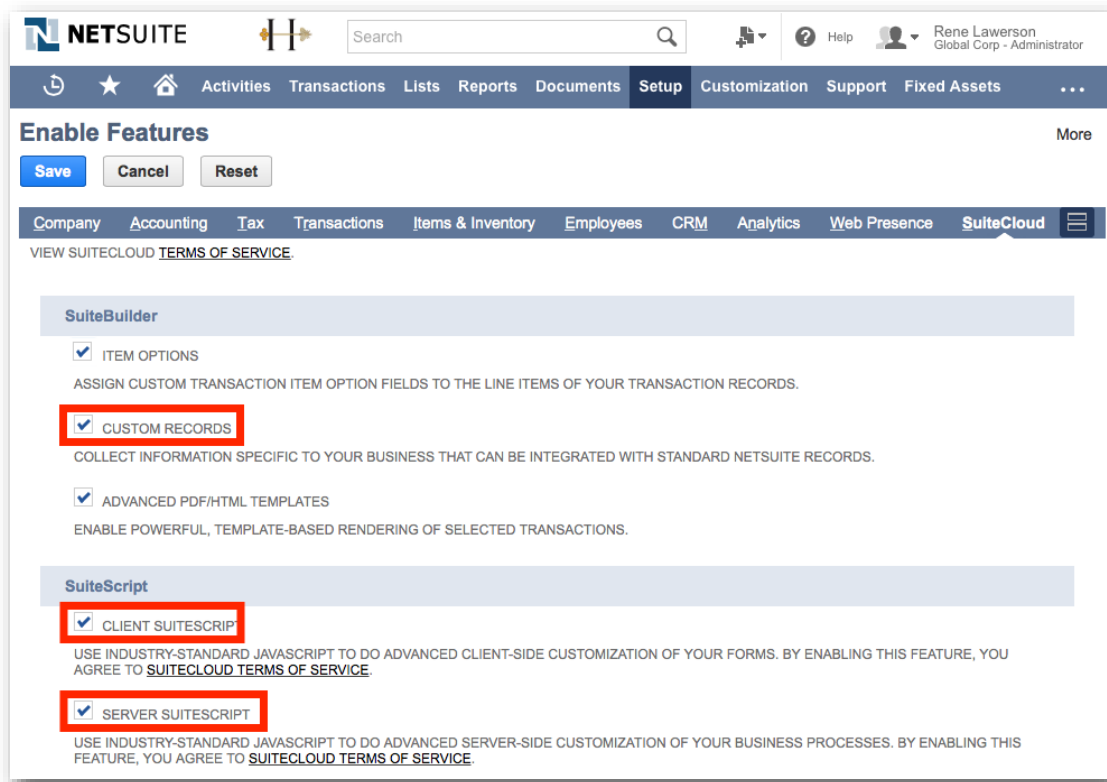 NETSUITE
Search
Help
Rene Lawerson
Global Corp - Administrator
Activities Transactions Lists Reports Documents Setup Customization Support Fixed Assets ...
Enable Features
More
Save Cancel Reset
Company Accounting Tax Transactions Items & Inventory Employees CRM Analytics Web Presence SuiteCloud
VIEW SUITECLOUD TERMS OF SERVICE.
SuiteBuilder
ITEM OPTIONS
ASSIGN CUSTOM TRANSACTION ITEM OPTION FIELDS TO THE LINE ITEMS OF YOUR TRANSACTION RECORDS.
CUSTOM RECORDS
COLLECT INFORMATION SPECIFIC TO YOUR BUSINESS THAT CAN BE INTEGRATED WITH STANDARD NETSUITE RECORDS.
ADVANCED PDF/HTML TEMPLATES
ENABLE POWERFUL, TEMPLATE-BASED RENDERING OF SELECTED TRANSACTIONS.
SuiteScript
CLIENT SUITESCRIPT
USE INDUSTRY-STANDARD JAVASCRIPT TO DO ADVANCED CLIENT-SIDE CUSTOMIZATION OF YOUR FORMS. BY ENABLING THIS FEATURE, YOU
AGREE TO SUITECLOUD TERMS OF SERVICE.
SERVER SUITESCRIPT
USE INDUSTRY-STANDARD JAVASCRIPT TO DO ADVANCED SERVER-SIDE CUSTOMIZATION OF YOUR BUSINESS PROCESSES. BY ENABLING THIS
FEATURE, YOU AGREE TO SUITECLOUD TERMS OF SERVICE.